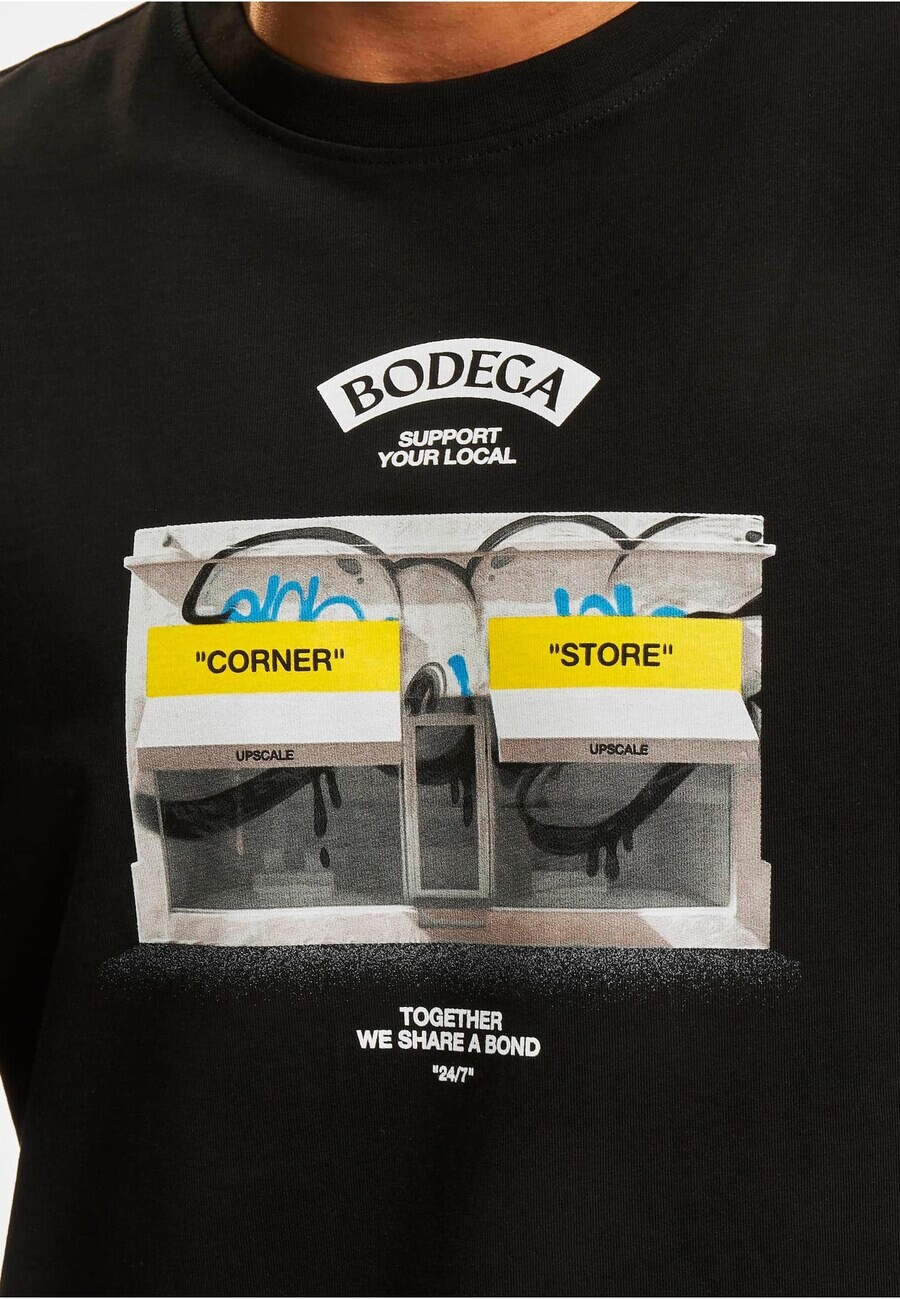 BODEGA
SUPPORT
YOUR LOCAL
"CORNER" "STORE"
UPSCALE UPSCALE
TOGETHER
WE SHARE A BOND
"24/7"